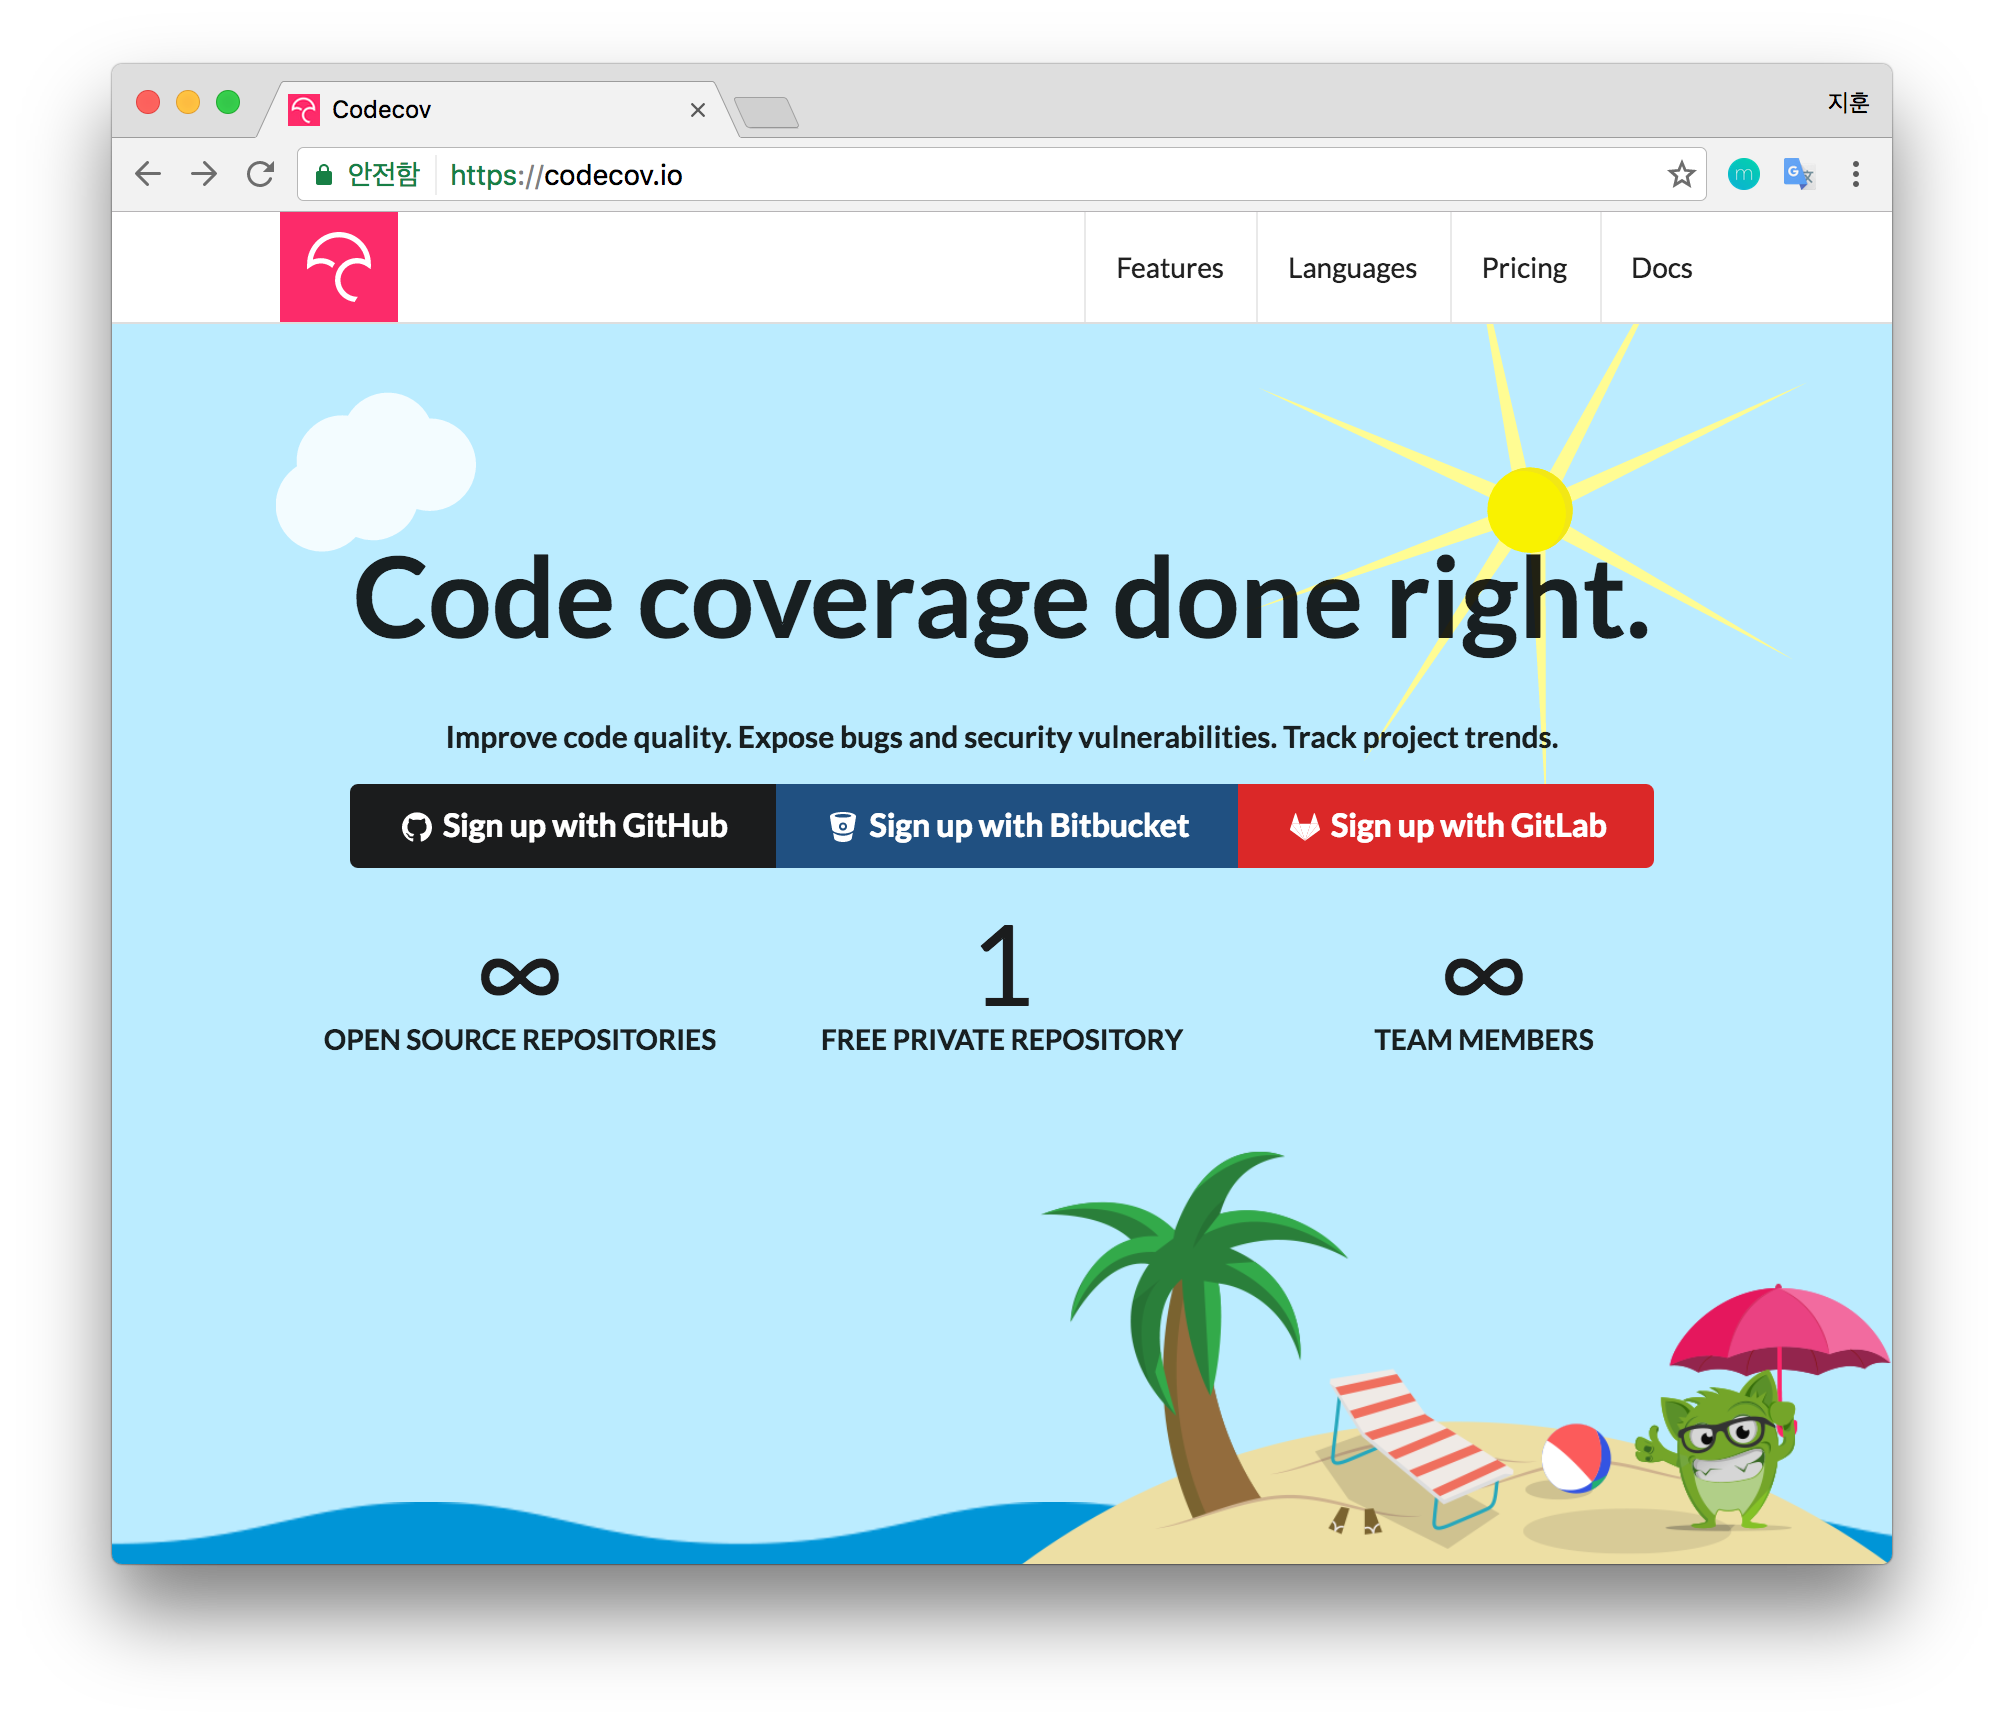 Codecov
지훈
안전함 https://codecov.io
Features Languages Pricing Docs
Code coverage done right.
Improve code quality. Expose bugs and security vulnerabilities. Track project trends.
Sign up with GitHub Sign up with Bitbucket Sign up with GitLab
∞ 1 ∞
OPEN SOURCE REPOSITORIES FREE PRIVATE REPOSITORY TEAM MEMBERS